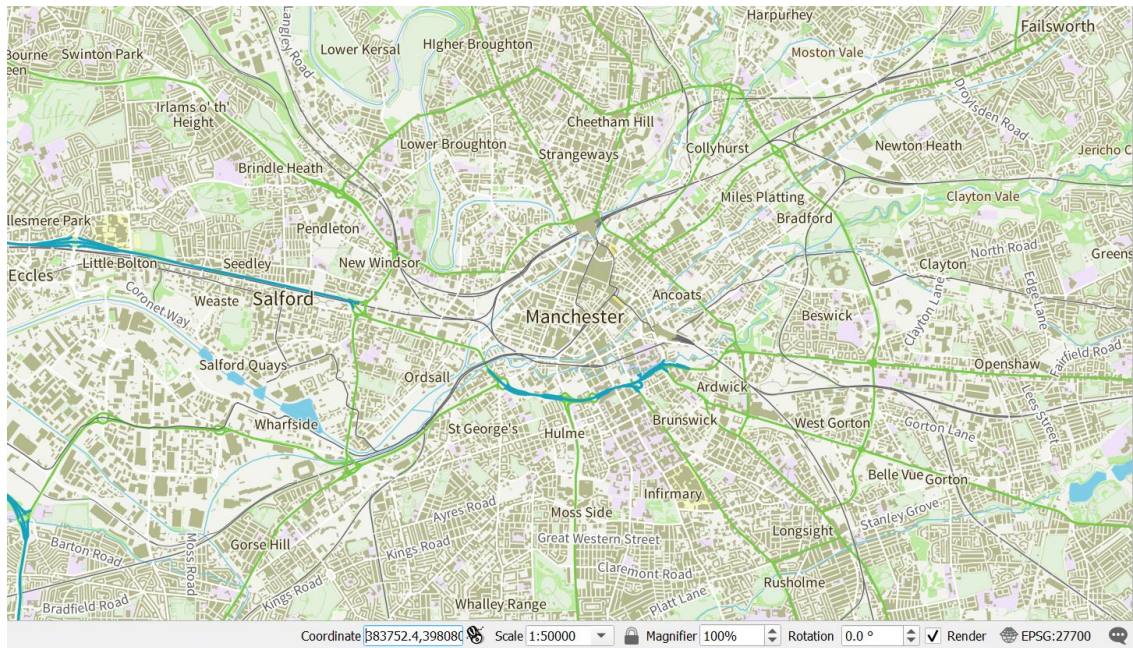 Harpurhey
Failsworth
Langley Road
Lower Kersal
HIgher Broughton
Swinton Park
Moston Vale
Droylsden Road
Irlams o' th'
Height
Cheetham Hill
Lower Broughton
Strangeways
Collyhurst
Newton Heath
Jericho C
Brindle Heath
Miles Platting
Clayton Vale
Bradford
llesmere Park
Pendleton
North Road
Greens
Little Bolton
Seedley
New Windsor
Clayton
Eccles
Edge Lane
Coronet Way
Weaste
Salford
Ancoats
Clayton Lane
Manchester
Beswick
Fairfield Road
Salford Quays
Ordsall
Openshaw
Ardwick
Lees Street
Wharfside
St George's
Hulme
Brunswick
West Gorton
Gorton Lane
Belle Vue
Gorton
Infirmary
Ayres Road
Moss Side
Stanley Grove
Longsight
Barton Road
Moss Road
Gorse Hill
Kings Road
Great Western Street
Claremont Road
Rusholme
Kings Road
Bradfield Road
Whalley Range
Platt Lane
Coordinate 383752.4,398080 Scale 1:50000 Magnifier 100% Rotation 0.0 ° Render EPSG:27700